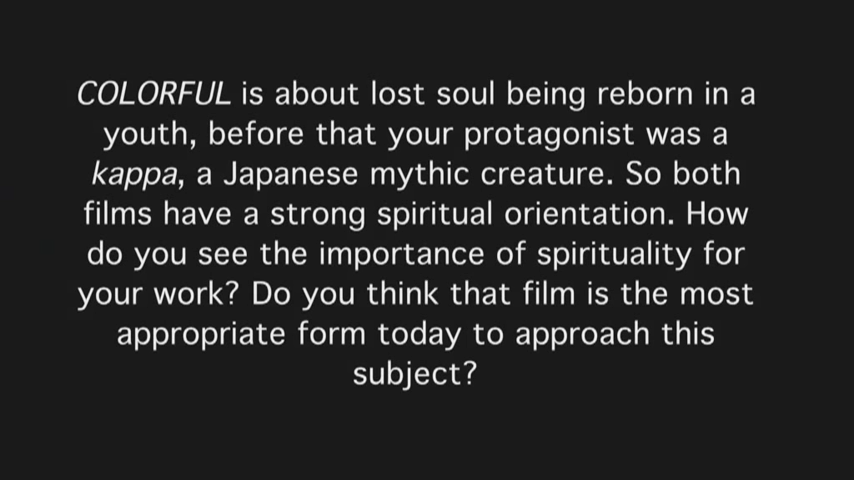 COLORFUL is about lost soul being reborn in a
youth, before that your protagonist was a
kappa, a Japanese mythic creature. So both
films have a strong spiritual orientation. How
do you see the importance of spirituality for
your work? Do you think that film is the most
appropriate form today to approach this
subject?